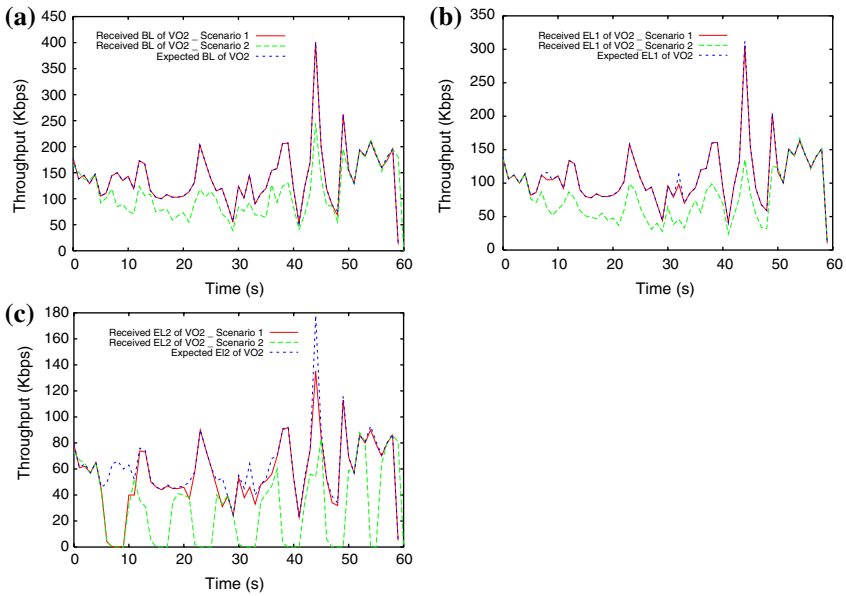 (a)
450
400
350
300
250
200
150
100
50
0
Throughput (Kbps)
Received BL of VO2 _ Scenario 1
Received BL of VO2 _ Scenario 2
Expected BL of VO2
0 10 20 30 40 50 60
Time (s)
(b)
350
300
250
200
150
100
50
0
Throughput (Kbps)
Received EL1 of VO2 _ Scenario 1
Received EL1 of VO2 _ Scenario 2
Expected EL1 of VO2
0 10 20 30 40 50 60
Time (s)
(c)
180
160
140
120
100
80
60
40
20
0
Throughput (Kbps)
Received EL2 of VO2 _ Scenario 1
Received EL2 of VO2 _ Scenario 2
Expected El2 of VO2
0 10 20 30 40 50 60
Time (s)